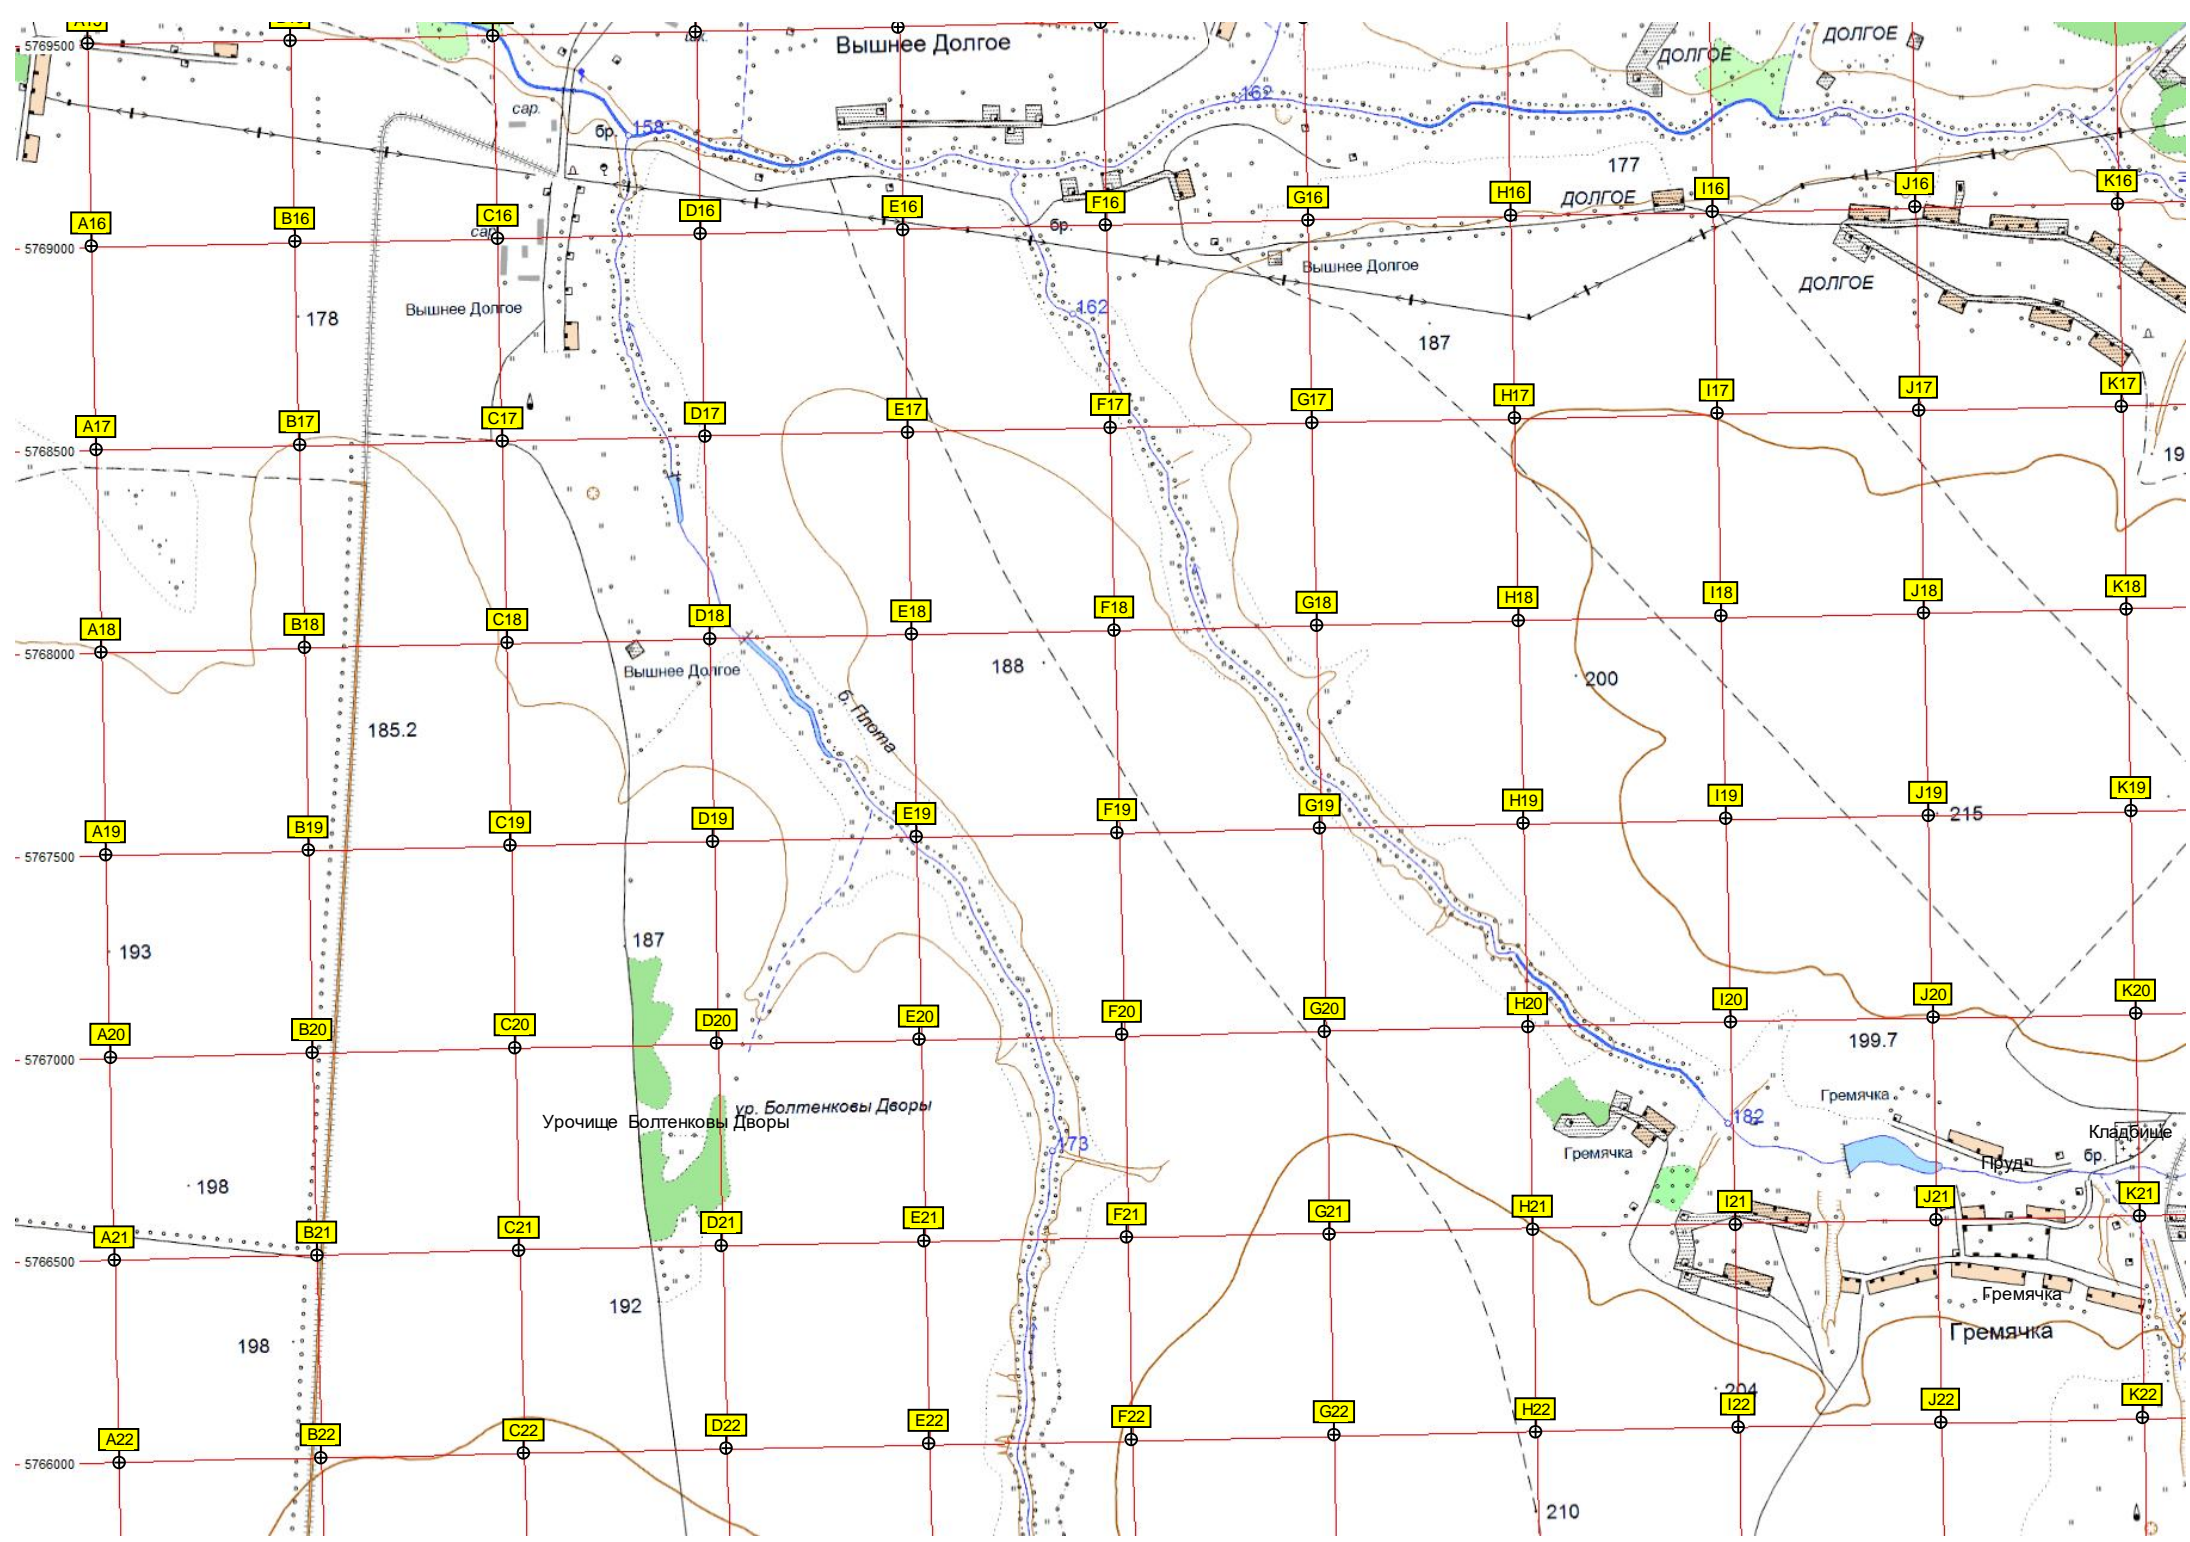 5769500
Вышнее Долгое
ДОЛГОЕ
ДОЛГОЕ
162
сар.
бр.
158
177
A16
B16
C16
D16
E16
F16
G16
H16
I16
J16
K16
ДОЛГОЕ
сар.
бр.
5769000
Вышнее Долгое
ДОЛГОЕ
178
Вышнее Долгое
162
187
A17
B17
C17
D17
E17
F17
G17
H17
I17
J17
K17
5768500
19
A18
B18
C18
D18
E18
F18
G18
H18
I18
J18
K18
5768000
Вышнее Долгое
188
200
б. Плота
185.2
A19
B19
C19
D19
E19
F19
G19
H19
I19
J19
K19
215
5767500
193
187
A20
B20
C20
D20
E20
F20
G20
H20
I20
J20
K20
5767000
199.7
Гремячка
ур. Болтенковы Дворы
Урочище Болтенковы Дворы
173
182
Кладбище
Гремячка
Пруд
бр.
198
A21
B21
C21
D21
E21
F21
G21
H21
I21
J21
K21
5766500
192
Гремячка
Гремячка
198
204
A22
B22
C22
D22
E22
F22
G22
H22
I22
J22
K22
5766000
210